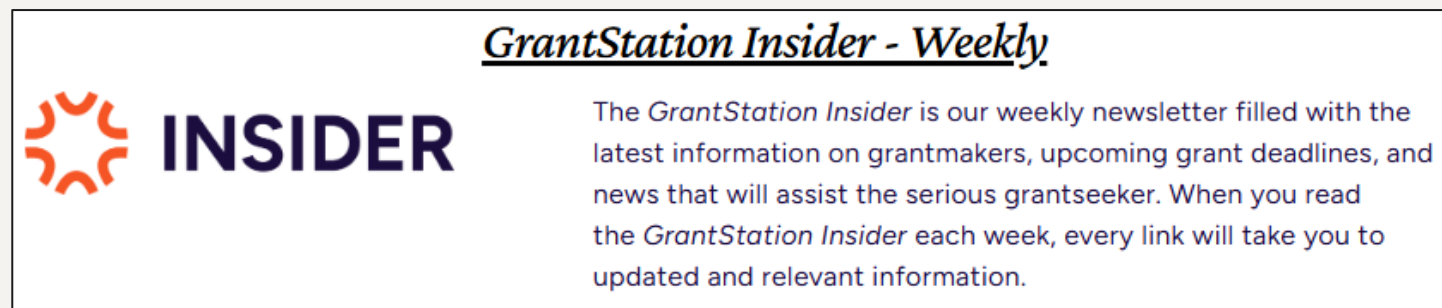 GrantStation Insider - Weekly
INSIDER
The GrantStation Insider is our weekly newsletter filled with the
latest information on grantmakers, upcoming grant deadlines, and
news that will assist the serious grantseeker. When you read
the GrantStation Insider each week, every link will take you to
updated and relevant information.